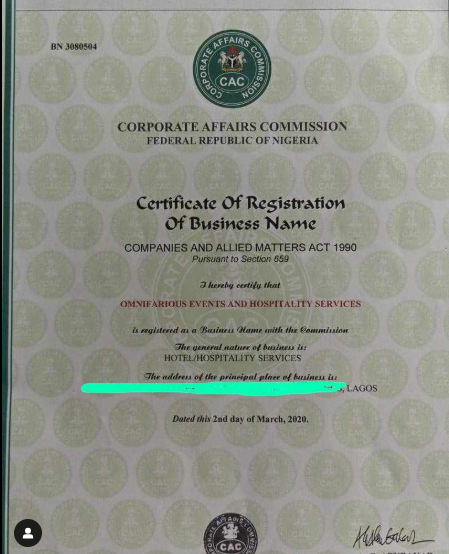 BN 3080504
CORPORATE AFFAIRS COMMISSION
CAC
CORPORATE AFFAIRS COMMISSION
FEDERAL REPUBLIC OF NIGERIA
Certificate Of Registration
Of Business Name
COMPANIES AND ALLIED MATTERS ACT 1990
Pursuant to Section 659
I hereby certify that
OMNIFARIOUS EVENTS AND HOSPITALITY SERVICES
is registered as a Business Name with the Commission
The general nature of business is:
HOTEL/HOSPITALITY SERVICES
The address of the principal place of business is:
, LAGOS
Dated this 2nd day of March, 2020.
CAC